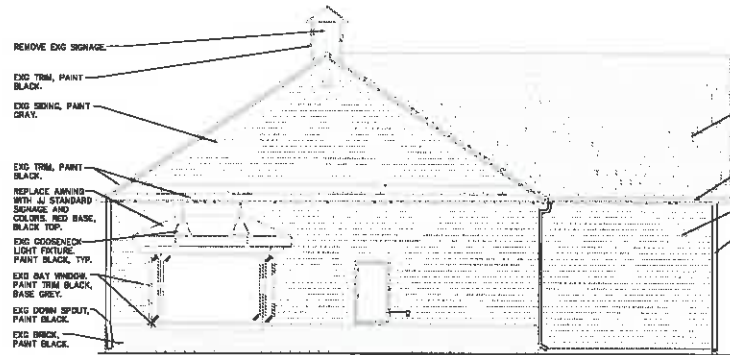 REMOVE EXG SIGNAGE.
EXG TRIM, PAINT
BLACK.
EXG SIDING, PAINT
GRAY.
EXG TRIM, PAINT
BLACK.
REPLACE AWNING
WITH JJ STANDARD
SIGNAGE AND
COLORS. RED BASE,
BLACK TOP.
EXG GOOSENECK
LIGHT FIXTURE.
PAINT BLACK, TYP.
EXG BAY WINDOW.
PAINT TRIM BLACK,
BASE GREY.
EXG DOWN SPOUT,
PAINT BLACK.
EXG BRICK,
PAINT BLACK.